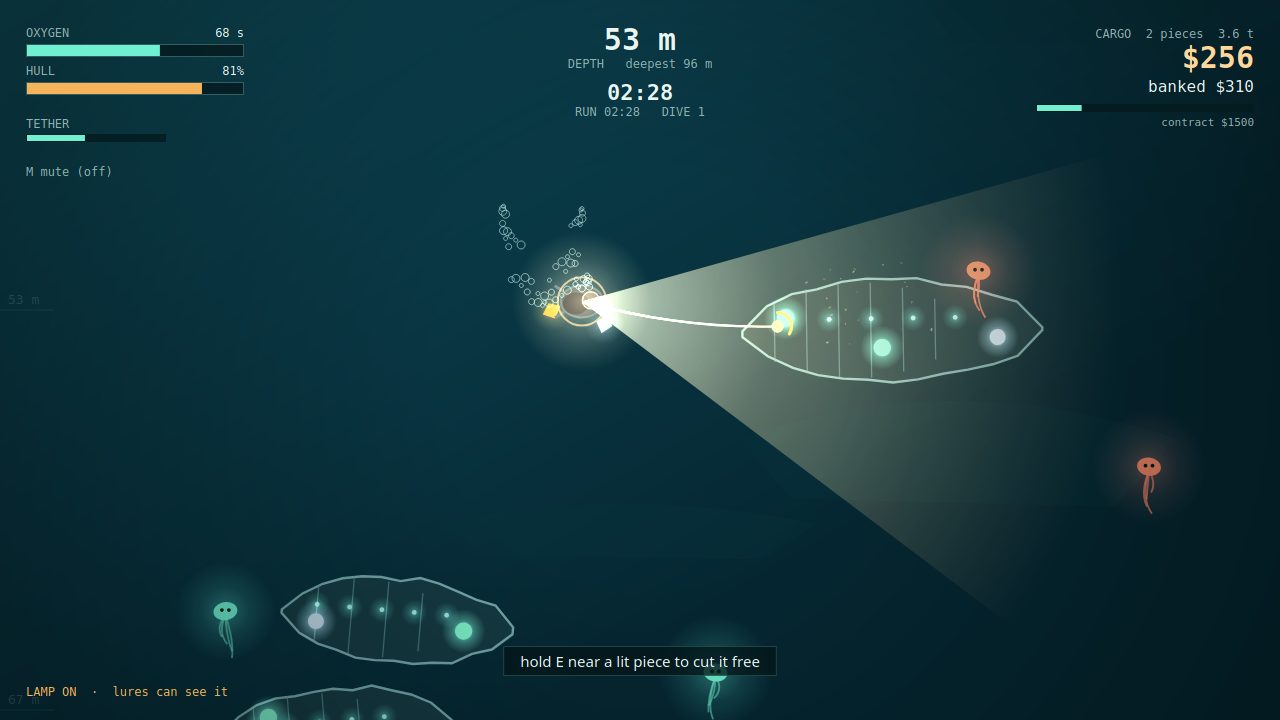 OXYGEN 68 s
HULL 81%
TETHER
M mute (off)
53 m
DEPTH deepest 96 m
02:28
RUN 02:28 DIVE 1
CARGO 2 pieces 3.6 t
$256
banked $310
contract $1500
53 m
hold E near a lit piece to cut it free
LAMP ON · lures can see it
67 m